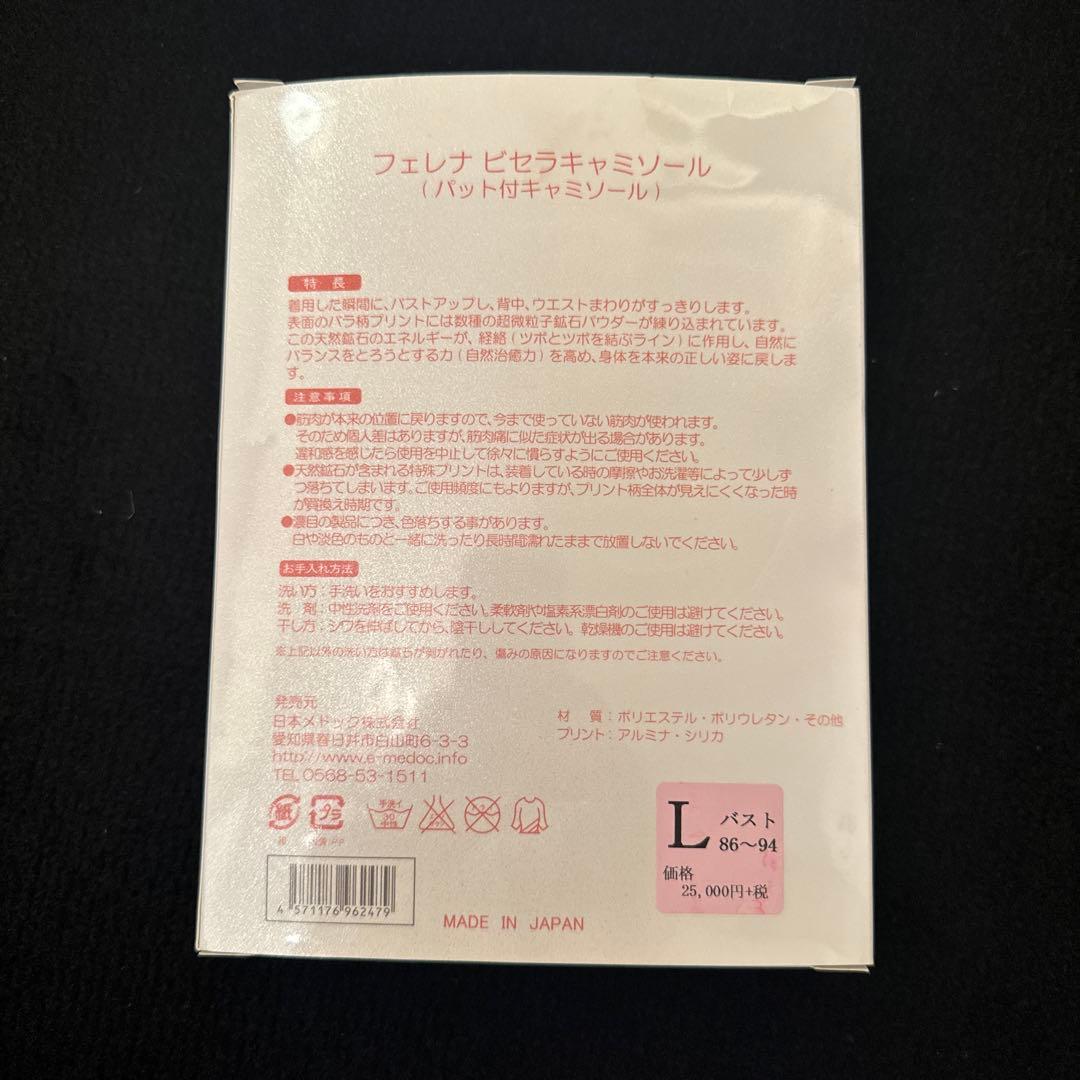 フェレナ ビセラキャミソール
(パット付キャミソール)
特長
着用した瞬間に、バストアップし、背中、ウエストまわりがすっきりします。
表面のバラ柄プリントには数種の超微粒子鉱石パウダーが練り込まれています。
この天然鉱石のエネルギーが、経絡(ツボとツボを結ぶライン)に作用し、自然に
バランスをとろうとする力(自然治癒力)を高め、身体を本来の正しい姿に戻しま
す。
注意事項
●筋肉が本来の位置に戻りますので、今まで使っていない筋肉が使われます。
そのため個人差はありますが、筋肉痛に似た症状が出る場合があります。
違和感を感じたら使用を中止して徐々に慣らすようにご使用ください。
●天然鉱石が含まれる特殊プリントは、装着している時の摩擦やお洗濯等によって少しず
つ落ちてしまいます。ご使用頻度にもよりますが、プリント柄全体が見えにくくなった時
が買換え時期です。
●濃目の製品につき、色落ちする事があります。
白や淡色のものと一緒に洗ったり長時間濡れたままで放置しないでください。
お手入れ方法
洗い方：手洗いをおすすめします。
洗 剤：中性洗剤をご使用ください。柔軟剤や塩素系漂白剤のご使用は避けてください。
干し方：シワを伸ばしてから、陰干ししてください。乾燥機のご使用は避けてください。
※上記以外の洗い方は鉱石が剥がれたり、傷みの原因になりますのでご注意ください。
発売元
日本メドック株式会社
愛知県春日井市白山町6-3-3
http://www.e-medoc.info
TEL 0568-53-1511
材 質：ポリエステル・ポリウレタン・その他
プリント：アルミナ・シリカ
紙 プラ 手洗イ 30 中性
PP
L バスト
86〜94
価格
25,000円+税
4 571176 962479
MADE IN JAPAN